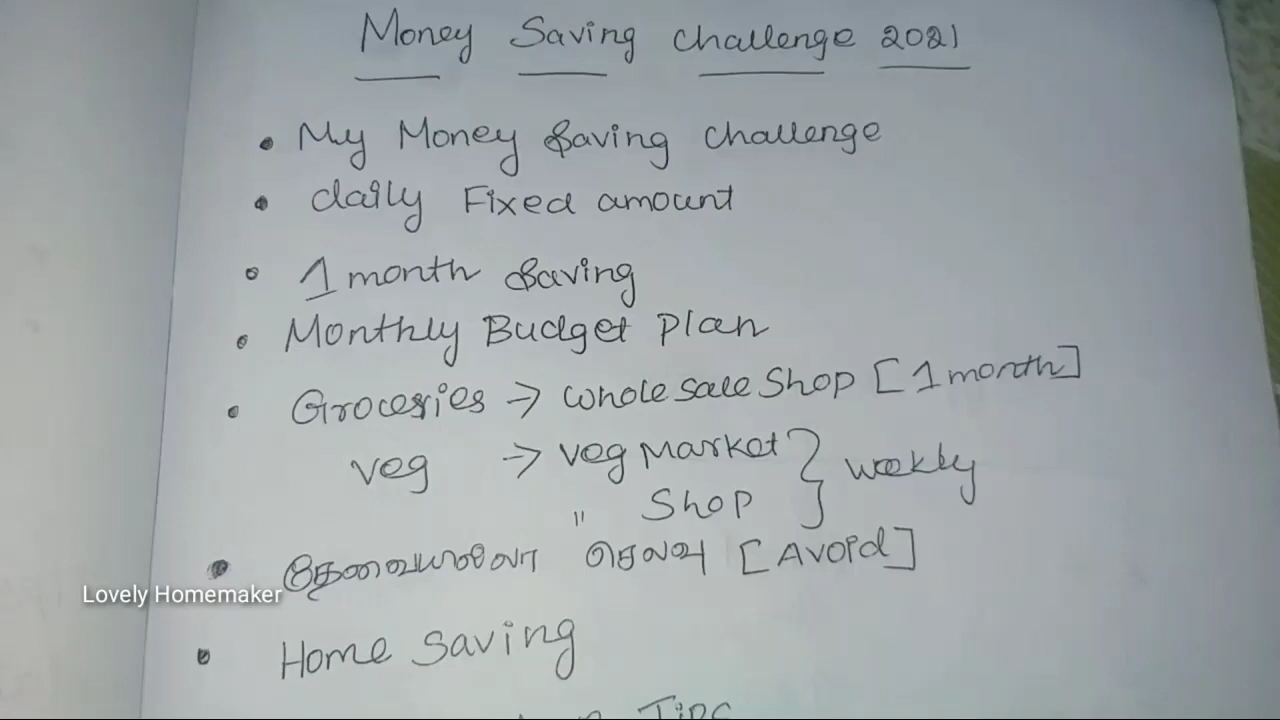 Money Saving Challenge 2021
• My Money Saving Challenge
• daily Fixed amount
• 1 month Saving
• Monthly Budget Plan
• Groceries → whole sale Shop [1 month]
veg → veg Market } weekly
" Shop
• தேவையில்லா செலவு [Avoid]
Lovely Homemaker
• Home Saving
Tips